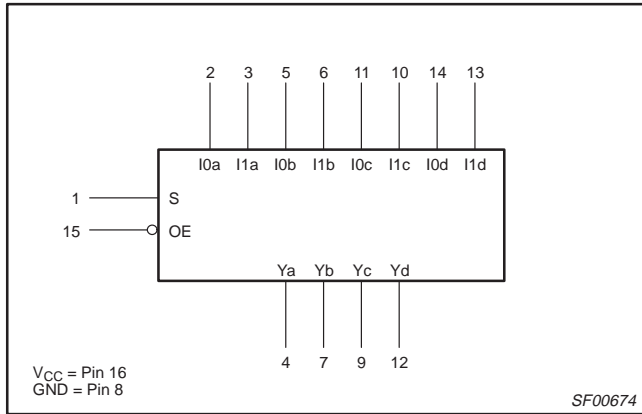 2 3 5 6 11 10 14 13
I0a I1a I0b I1b I0c I1c I0d I1d
1 S
15 OE
Ya Yb Yc Yd
4 7 9 12
VCC = Pin 16
GND = Pin 8
SF00674